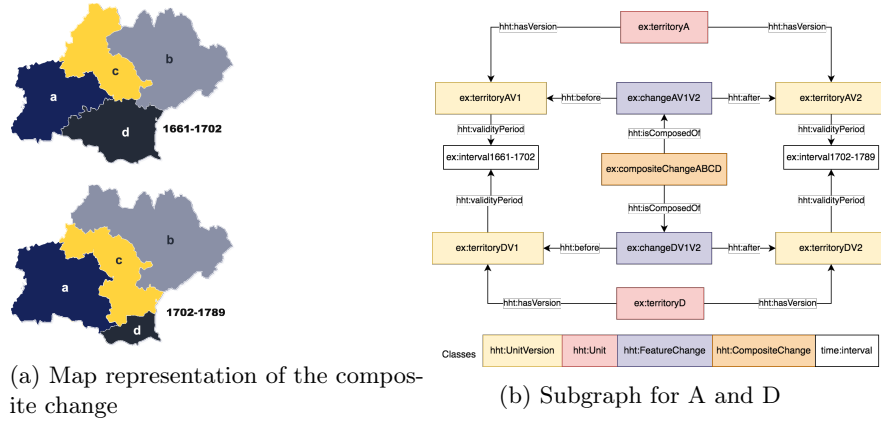 b
c
a
d
1661-1702
b
c
a
1702-1789
d
(a) Map representation of the compos-
ite change
ex:territoryA
hht:hasVersion
hht:hasVersion
ex:territoryAV1
hht:before
ex:changeAV1V2
hht:after
ex:territoryAV2
hht:validityPeriod
hht:isComposedOf
hht:validityPeriod
ex:interval1661-1702
ex:compositeChangeABCD
ex:interval1702-1789
hht:validityPeriod
hht:isComposedOf
hht:validityPeriod
ex:territoryDV1
hht:before
ex:changeDV1V2
hht:after
ex:territoryDV2
hht:hasVersion
ex:territoryD
hht:hasVersion
Classes
hht:UnitVersion
hht:Unit
hht:FeatureChange
hht:CompositeChange
time:interval
(b) Subgraph for A and D